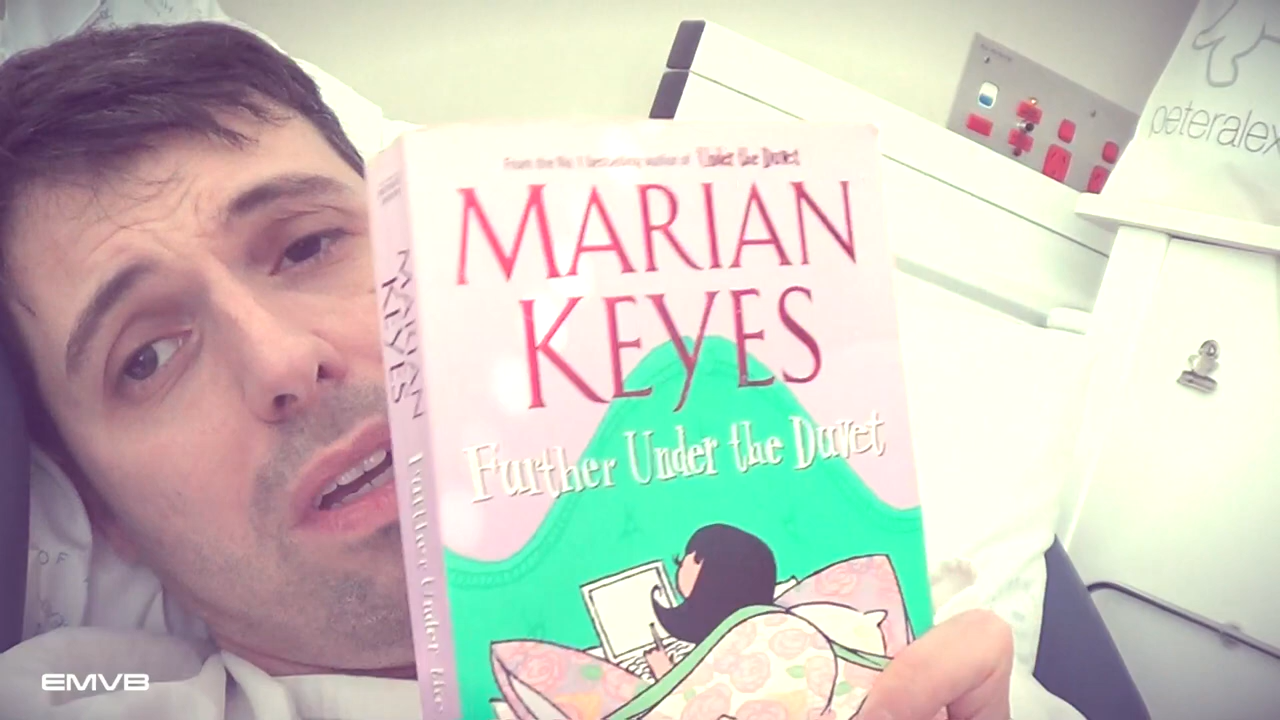 From the No. 1 bestselling author of Under the Duvet
MARIAN
KEYES
Further Under the Duvet
MARIAN
KEYES
Further Under the
peteralex
OF
EMVB